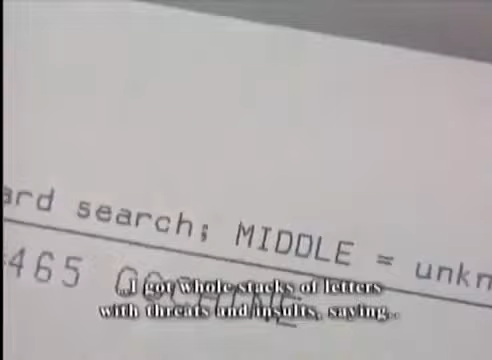 ard search; MIDDLE = unkn
465
..I got whole stacks of letters
with threats and insults, saying..